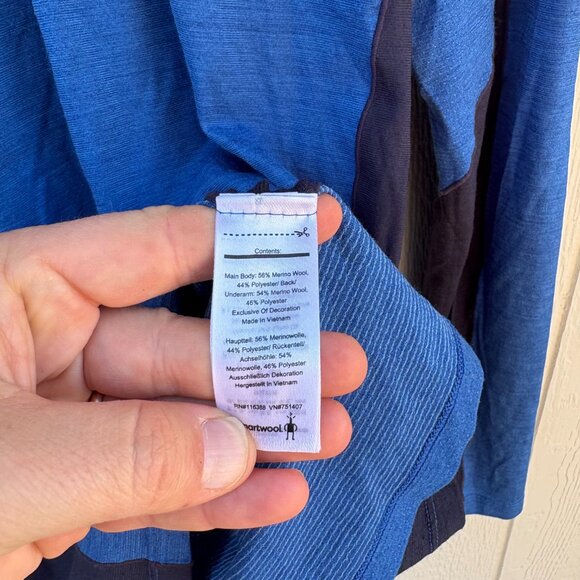 Contents:
Main Body: 56% Merino Wool,
44% Polyester/ Back/
Underarm: 54% Merino Wool,
46% Polyester
Exclusive Of Decoration
Made In Vietnam
Hauptteil: 56% Merinowolle,
44% Polyester/ Rückenteil/
Achselhöhle: 54%
Merinowolle, 46% Polyester
Ausschließlich Dekoration
Hergestellt In Vietnam
RN#116388 VN#751407
artwool